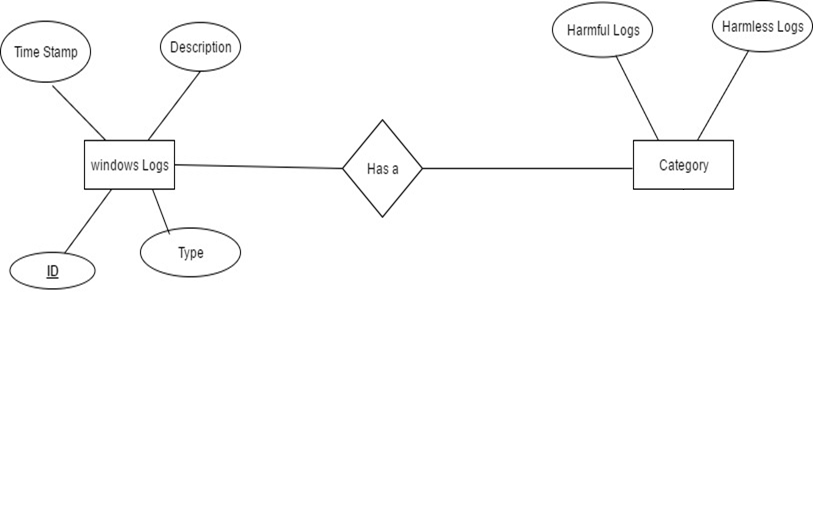 Time Stamp
Description
Harmful Logs
Harmless Logs
windows Logs
Has a
Category
ID
Type